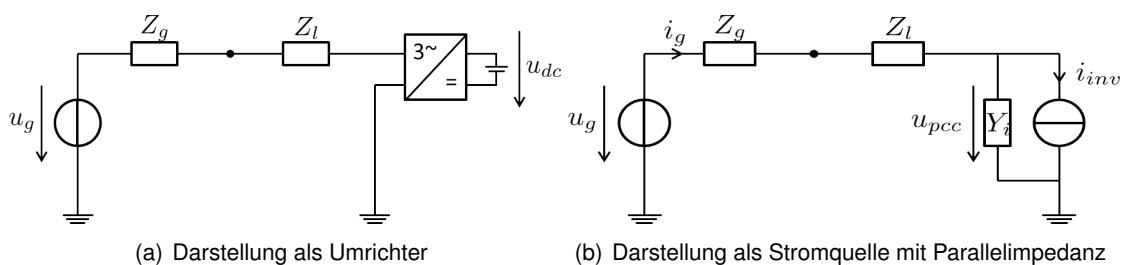 Z_g Z_l
3~
=
u_dc
u_g
i_g Z_g Z_l
i_inv
u_g
u_pcc Y_i
(a) Darstellung als Umrichter
(b) Darstellung als Stromquelle mit Parallelimpedanz